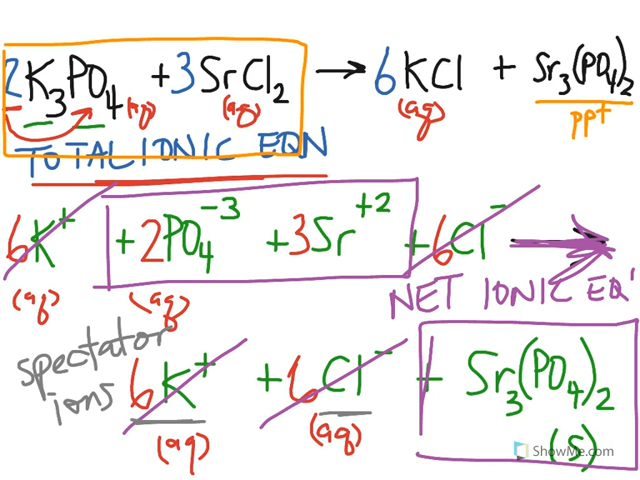 2K₃PO₄(aq) + 3SrCl₂(aq) → 6KCl(aq) + Sr₃(PO₄)₂
ppt
TOTAL IONIC EQN
6K⁺(aq) + 2PO₄⁻³(aq) + 3Sr⁺² + 6Cl⁻ →
NET IONIC EQ'
spectator
ions
6K⁺(aq) + 6Cl⁻(aq) + Sr₃(PO₄)₂(s)
ShowMe.com